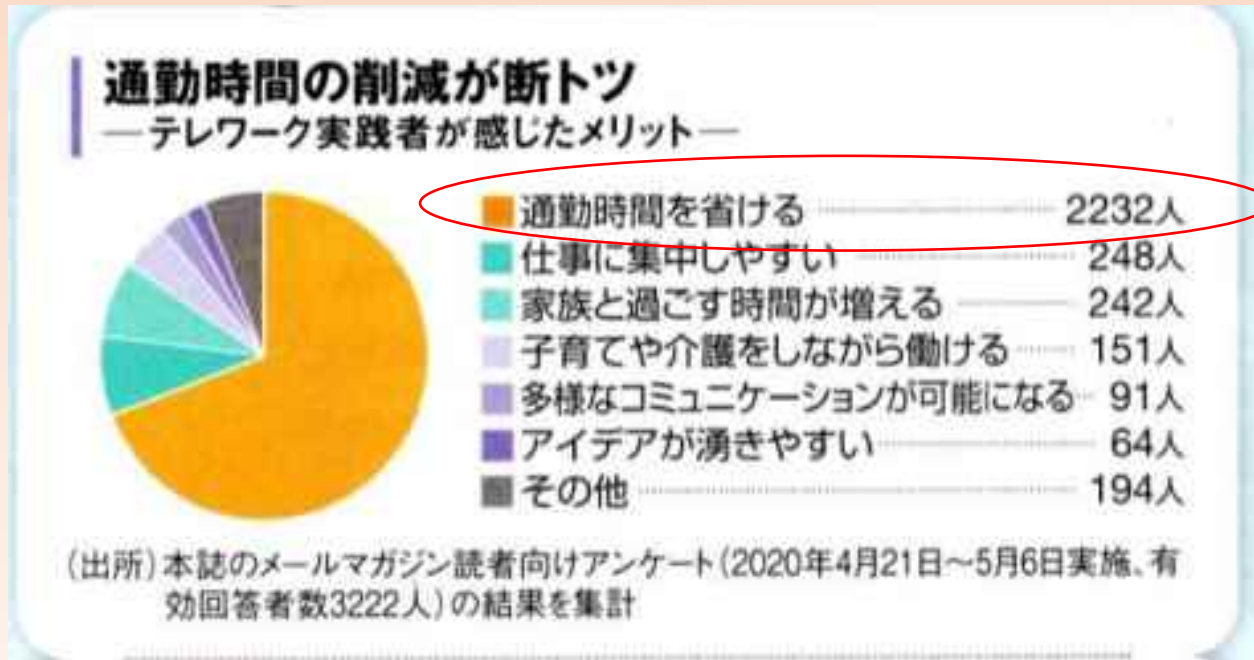 通勤時間の削減が断トツ
―テレワーク実践者が感じたメリット―
通勤時間を省ける 2232人
仕事に集中しやすい 248人
家族と過ごす時間が増える 242人
子育てや介護をしながら働ける 151人
多様なコミュニケーションが可能になる 91人
アイデアが湧きやすい 64人
その他 194人
(出所)本誌のメールマガジン読者向けアンケート(2020年4月21日〜5月6日実施、有
効回答者数3222人)の結果を集計